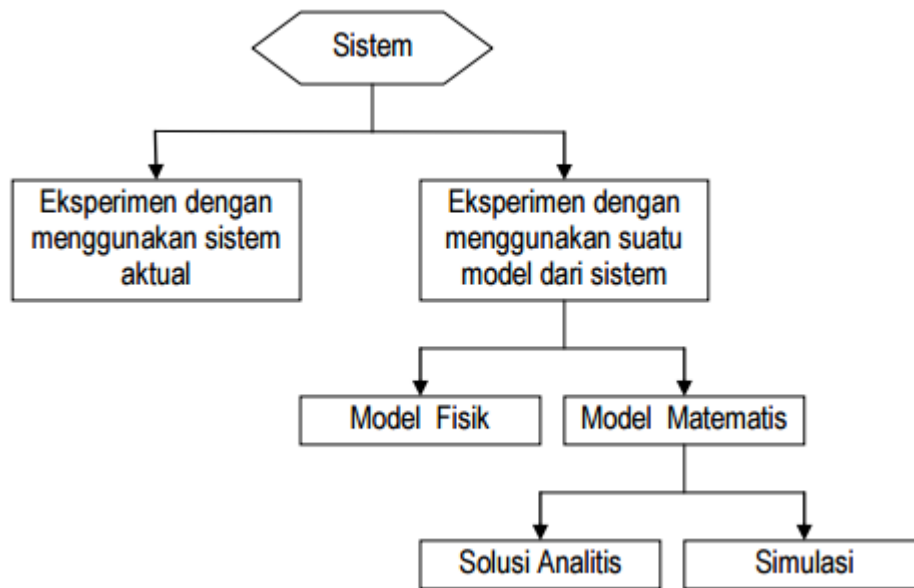 Sistem
Eksperimen dengan
menggunakan sistem
aktual
Eksperimen dengan
menggunakan suatu
model dari sistem
Model Fisik
Model Matematis
Solusi Analitis
Simulasi